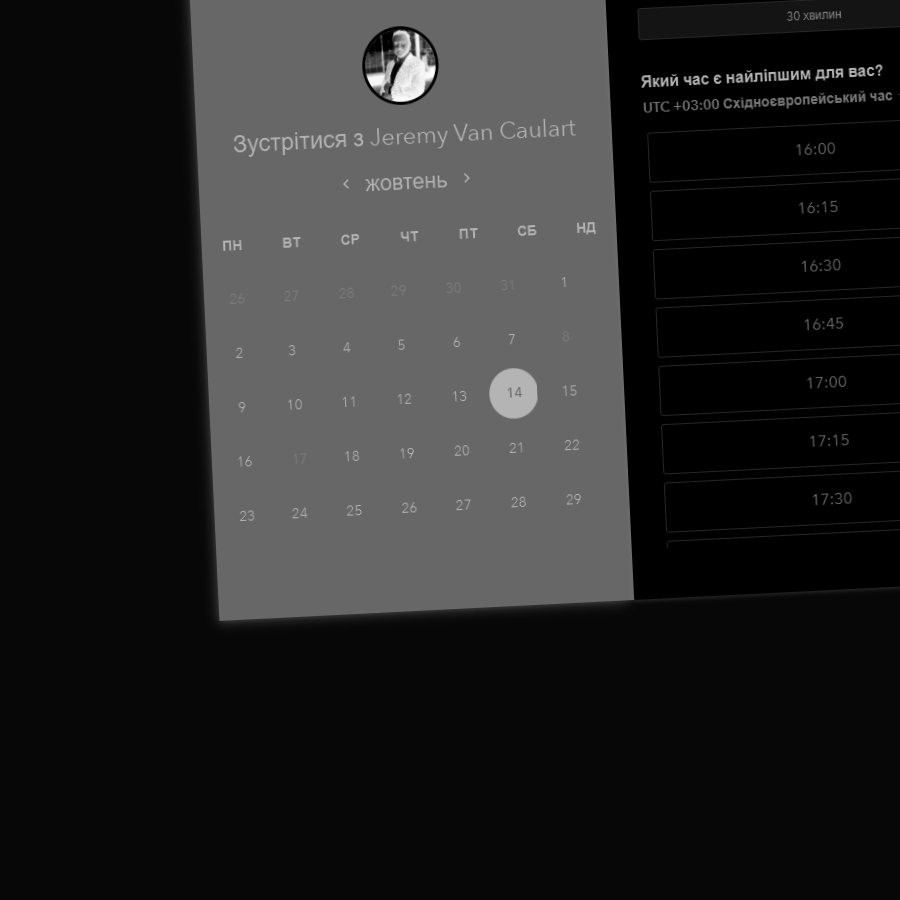 Зустрітися з Jeremy Van Caulart
‹ жовтень ›
ПН ВТ СР ЧТ ПТ СБ НД
26 27 28 29 30 31 1
2 3 4 5 6 7 8
9 10 11 12 13 14 15
16 17 18 19 20 21 22
23 24 25 26 27 28 29
30 хвилин
Який час є найліпшим для вас?
UTC +03:00 Східноєвропейський час
16:00
16:15
16:30
16:45
17:00
17:15
17:30